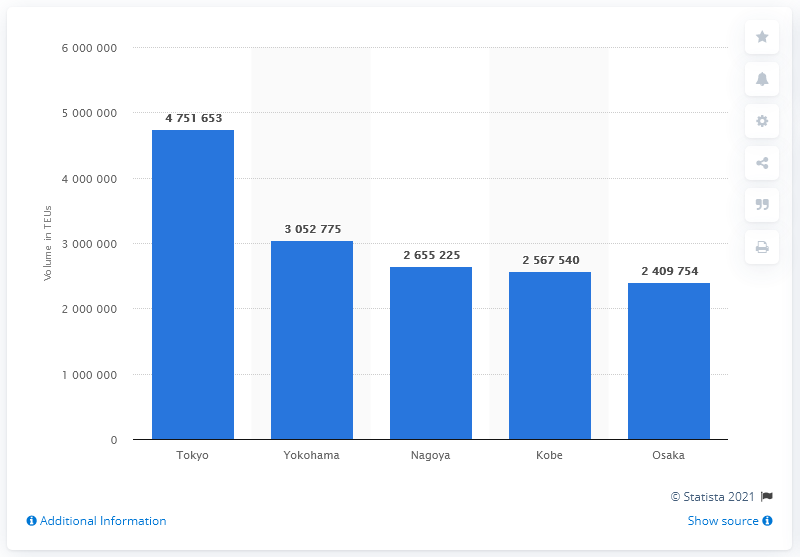 6 000 000
5 000 000
4 000 000
3 000 000
2 000 000
1 000 000
0
Volume in TEUs
4 751 653
3 052 775
2 655 225
2 567 540
2 409 754
Tokyo
Yokohama
Nagoya
Kobe
Osaka
© Statista 2021
Additional Information
Show source